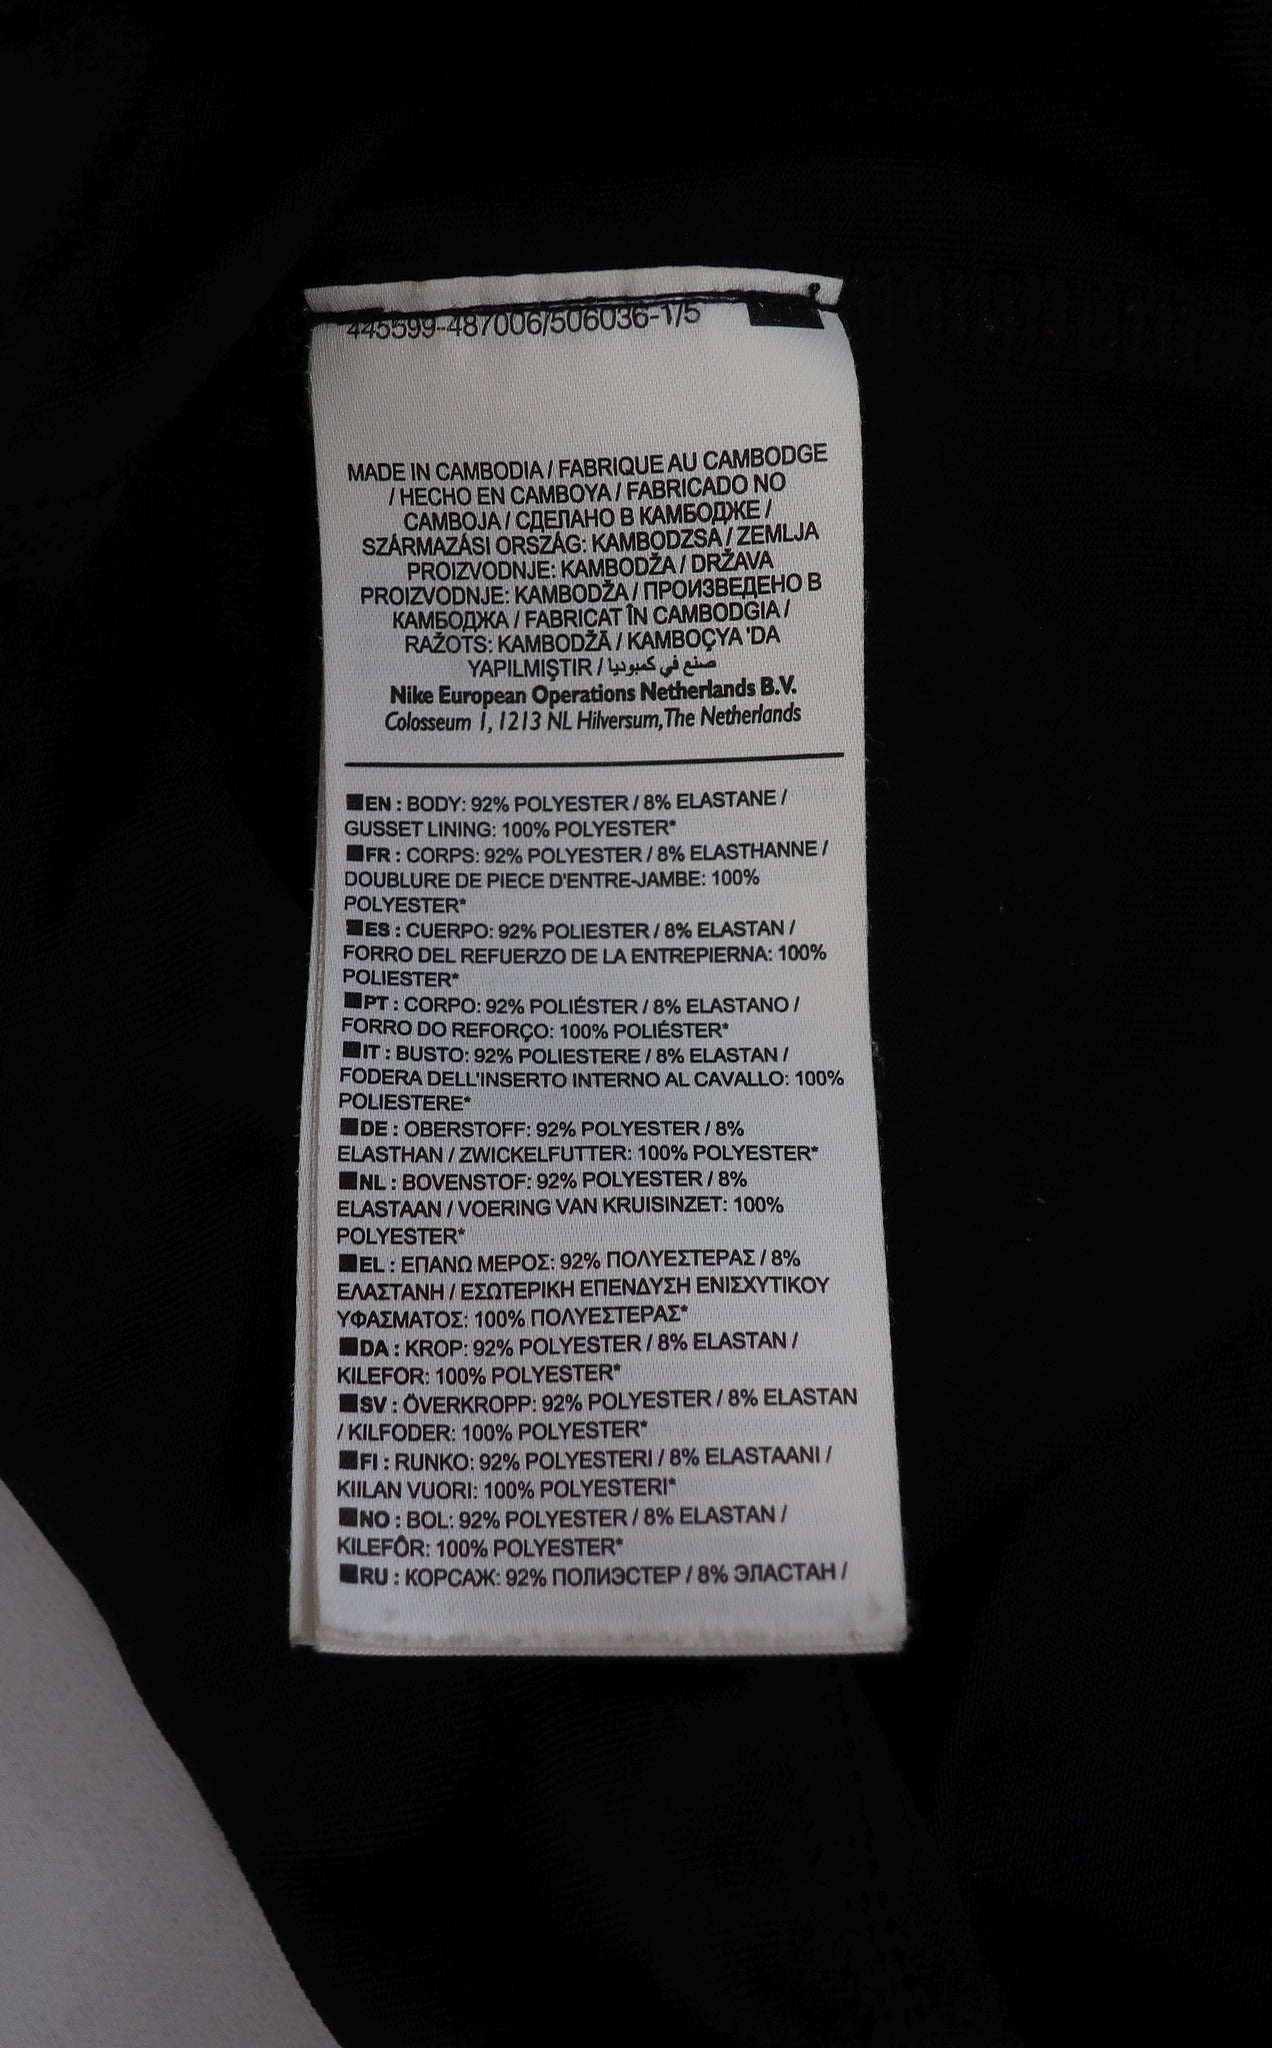 445599-487006/506036-1/5
MADE IN CAMBODIA / FABRIQUE AU CAMBODGE
/ HECHO EN CAMBOYA / FABRICADO NO
CAMBOJA / СДЕЛАНО В КАМБОДЖЕ /
SZÁRMAZÁSI ORSZÁG: KAMBODZSA / ZEMLJA
PROIZVODNJE: KAMBODŽA / DRŽAVA
PROIZVODNJE: KAMBODŽA / ПРОИЗВЕДЕНО В
КАМБОДЖА / FABRICAT ÎN CAMBODGIA /
RAŽOTS: KAMBODŽĀ / KAMBOÇYA 'DA
YAPILMIŞTIR / صنع في كمبوديا
Nike European Operations Netherlands B.V.
Colosseum 1, 1213 NL Hilversum, The Netherlands
■EN : BODY: 92% POLYESTER / 8% ELASTANE /
GUSSET LINING: 100% POLYESTER*
■FR : CORPS: 92% POLYESTER / 8% ELASTHANNE /
DOUBLURE DE PIECE D'ENTRE-JAMBE: 100%
POLYESTER*
■ES : CUERPO: 92% POLIESTER / 8% ELASTAN /
FORRO DEL REFUERZO DE LA ENTREPIERNA: 100%
POLIESTER*
■PT : CORPO: 92% POLIÉSTER / 8% ELASTANO /
FORRO DO REFORÇO: 100% POLIÉSTER*
■IT : BUSTO: 92% POLIESTERE / 8% ELASTAN /
FODERA DELL'INSERTO INTERNO AL CAVALLO: 100%
POLIESTERE*
■DE : OBERSTOFF: 92% POLYESTER / 8%
ELASTHAN / ZWICKELFUTTER: 100% POLYESTER*
■NL : BOVENSTOF: 92% POLYESTER / 8%
ELASTAAN / VOERING VAN KRUISINZET: 100%
POLYESTER*
■EL : ΕΠΑΝΩ ΜΕΡΟΣ: 92% ΠΟΛΥΕΣΤΕΡΑΣ / 8%
ΕΛΑΣΤΑΝΗ / ΕΣΩΤΕΡΙΚΗ ΕΠΕΝΔΥΣΗ ΕΝΙΣΧΥΤΙΚΟΥ
ΥΦΑΣΜΑΤΟΣ: 100% ΠΟΛΥΕΣΤΕΡΑΣ*
■DA : KROP: 92% POLYESTER / 8% ELASTAN /
KILEFOR: 100% POLYESTER*
■SV : ÖVERKROPP: 92% POLYESTER / 8% ELASTAN
/ KILFODER: 100% POLYESTER*
■FI : RUNKO: 92% POLYESTERI / 8% ELASTAANI /
KIILAN VUORI: 100% POLYESTERI*
■NO : BOL: 92% POLYESTER / 8% ELASTAN /
KILEFÔR: 100% POLYESTER*
■RU : КОРСАЖ: 92% ПОЛИЭСТЕР / 8% ЭЛАСТАН /